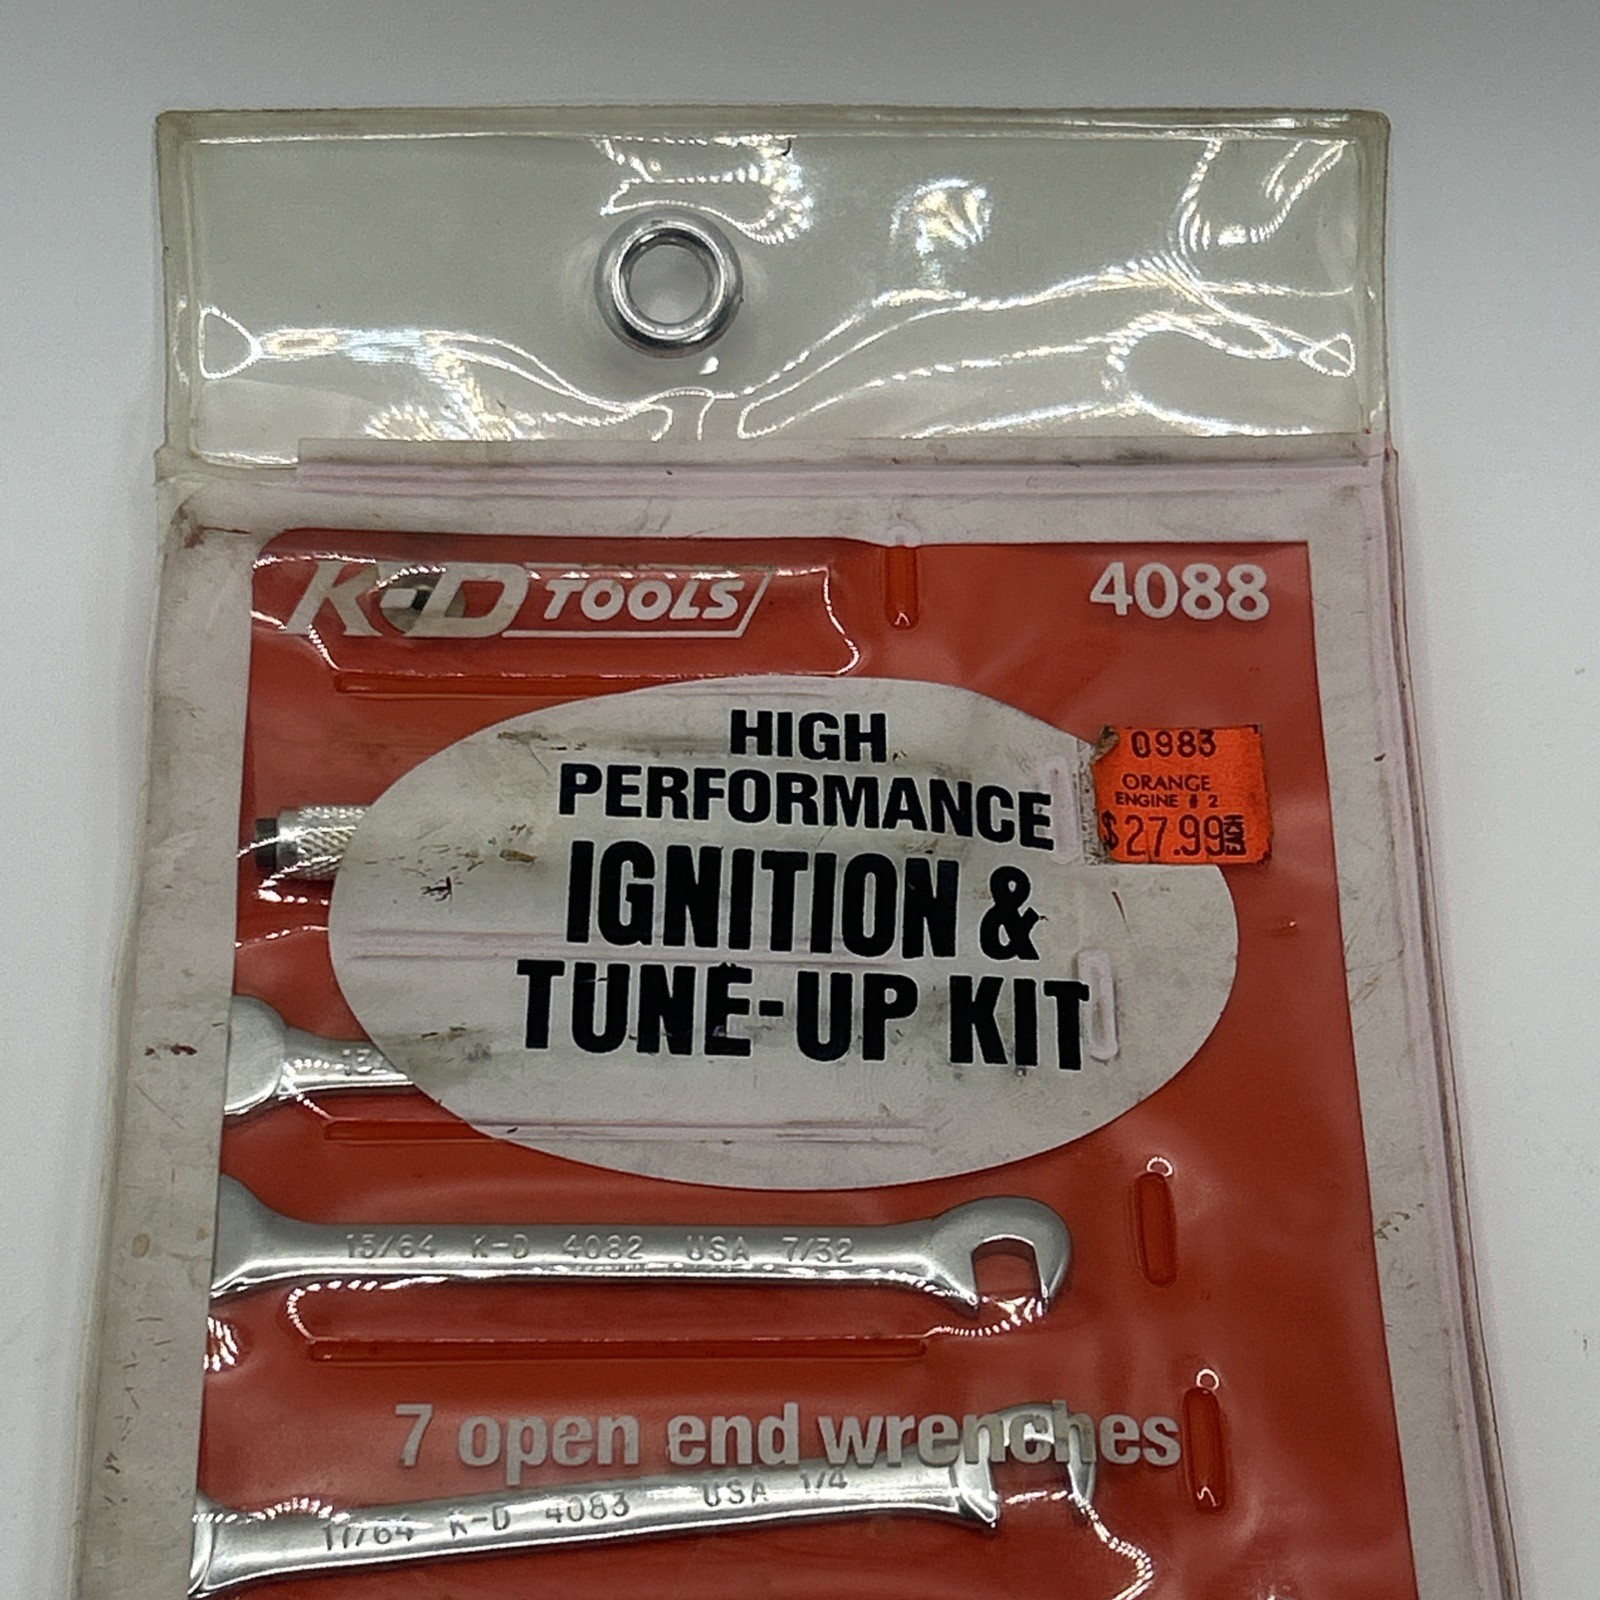 K-D TOOLS
4088
HIGH
PERFORMANCE
IGNITION &
TUNE-UP KIT
0983
ORANGE
ENGINE # 2
$27.99 EACH
15/64 K-D 4082 USA 7/32
7 open end wrenches
17/64 K-D 4083 USA 1/4